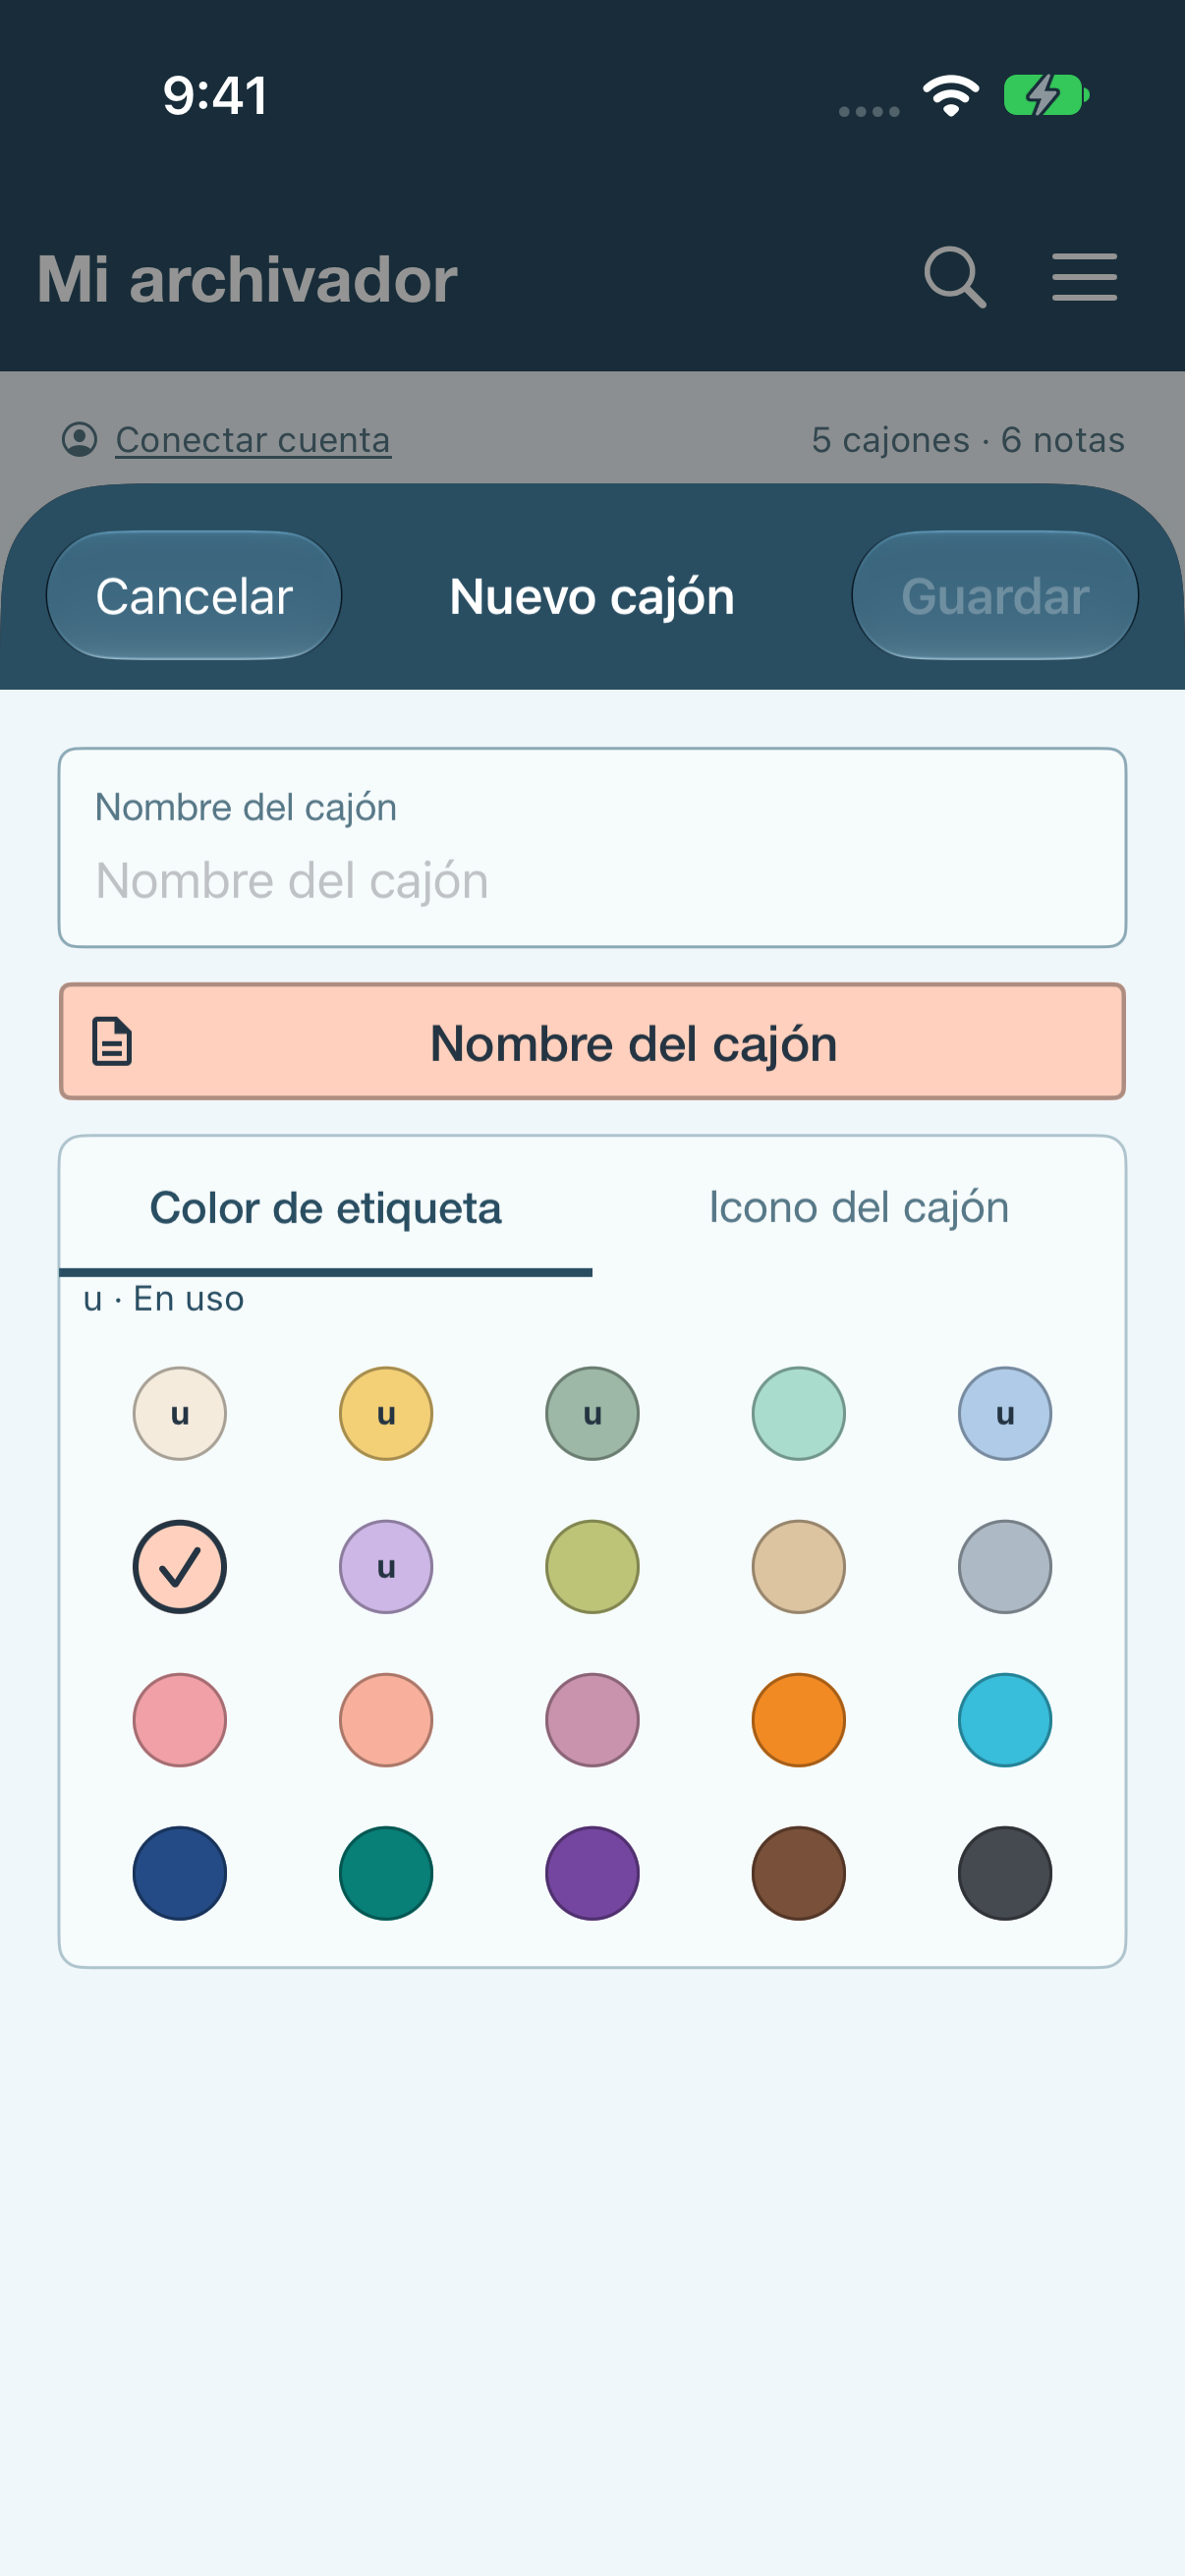 9:41
Mi archivador
Conectar cuenta
5 cajones · 6 notas
Cancelar
Nuevo cajón
Guardar
Nombre del cajón
Nombre del cajón
Nombre del cajón
Color de etiqueta
Icono del cajón
u · En uso
u
u
u
u
u